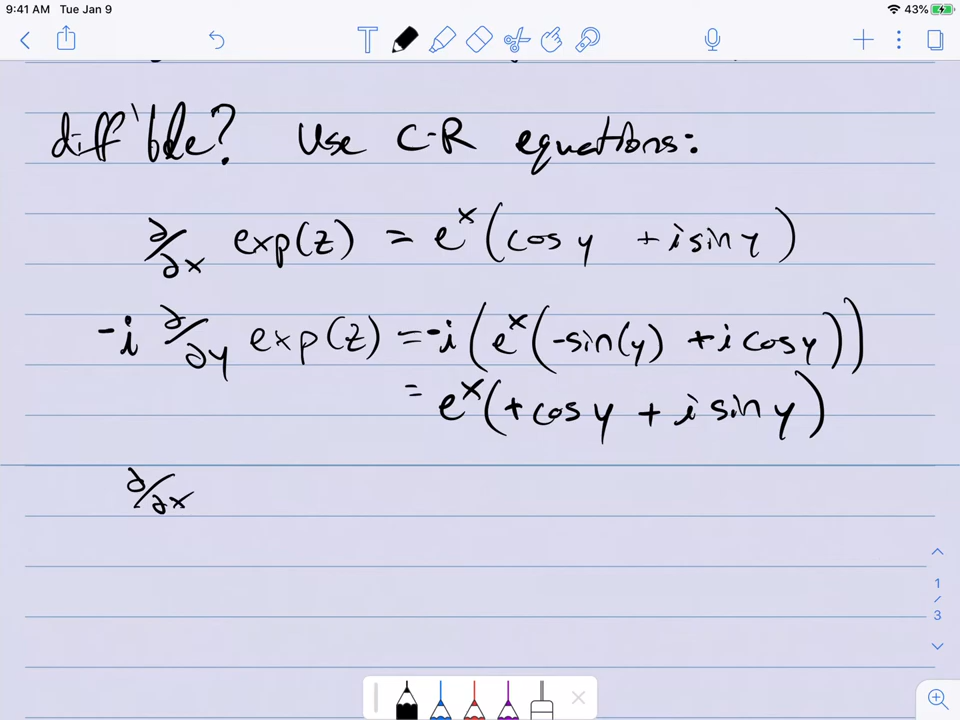 9:41 AM Tue Jan 9 43%
diff'ble? Use C-R equations:
∂/∂x exp(z) = e^x (cos y + i sin y)
-i ∂/∂y exp(z) = -i (e^x (-sin(y) + i cos y))
= e^x (+cos y + i sin y)
∂/∂x
1
/
3